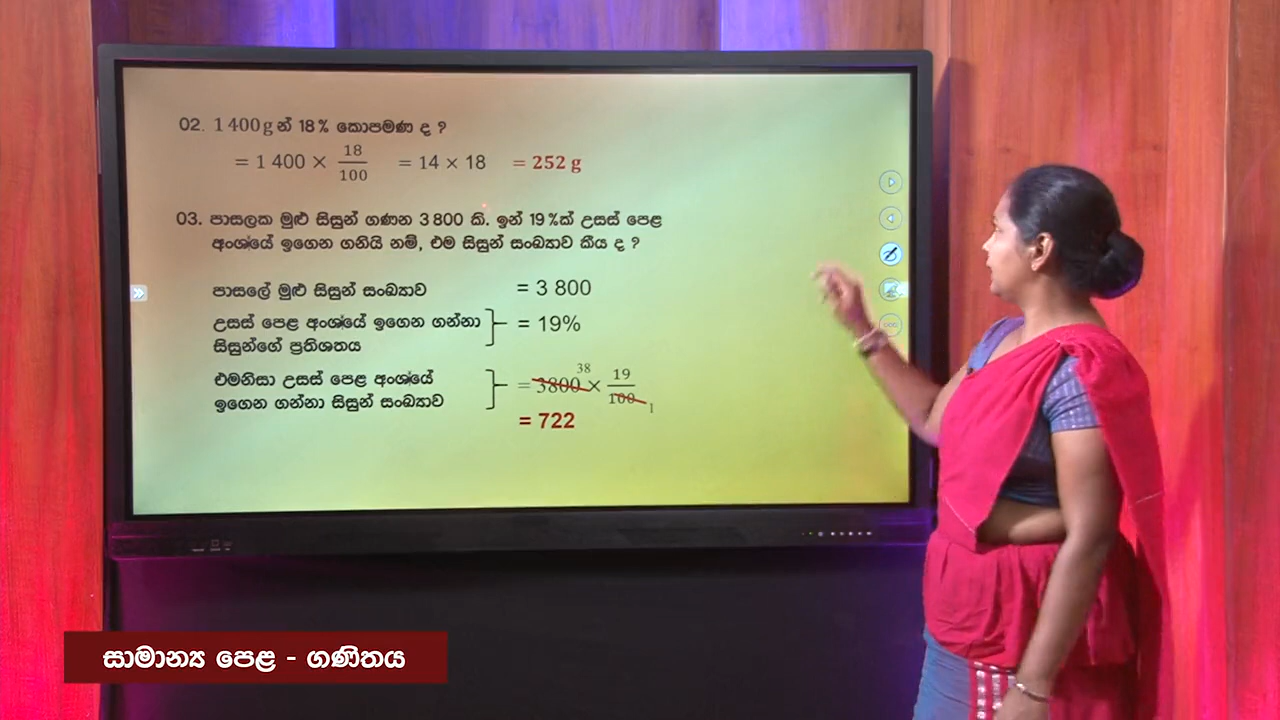 02. 1 400g න් 18% කොපමණ ද ?
= 1 400 × 18/100 = 14 × 18 = 252 g
03. පාසලක මුළු සිසුන් ගණන 3 800 කි. ඉන් 19%ක් උසස් පෙළ
අංශයේ ඉගෙන ගනියි නම්, එම සිසුන් සංඛ්‍යාව කීය ද ?
පාසලේ මුළු සිසුන් සංඛ්‍යාව = 3 800
උසස් පෙළ අංශයේ ඉගෙන ගන්නා
සිසුන්ගේ ප්‍රතිශතය } = 19%
එමනිසා උසස් පෙළ අංශයේ
ඉගෙන ගන්නා සිසුන් සංඛ්‍යාව } = 3800 38 × 19/100 1
= 722
සාමාන්‍ය පෙළ - ගණිතය